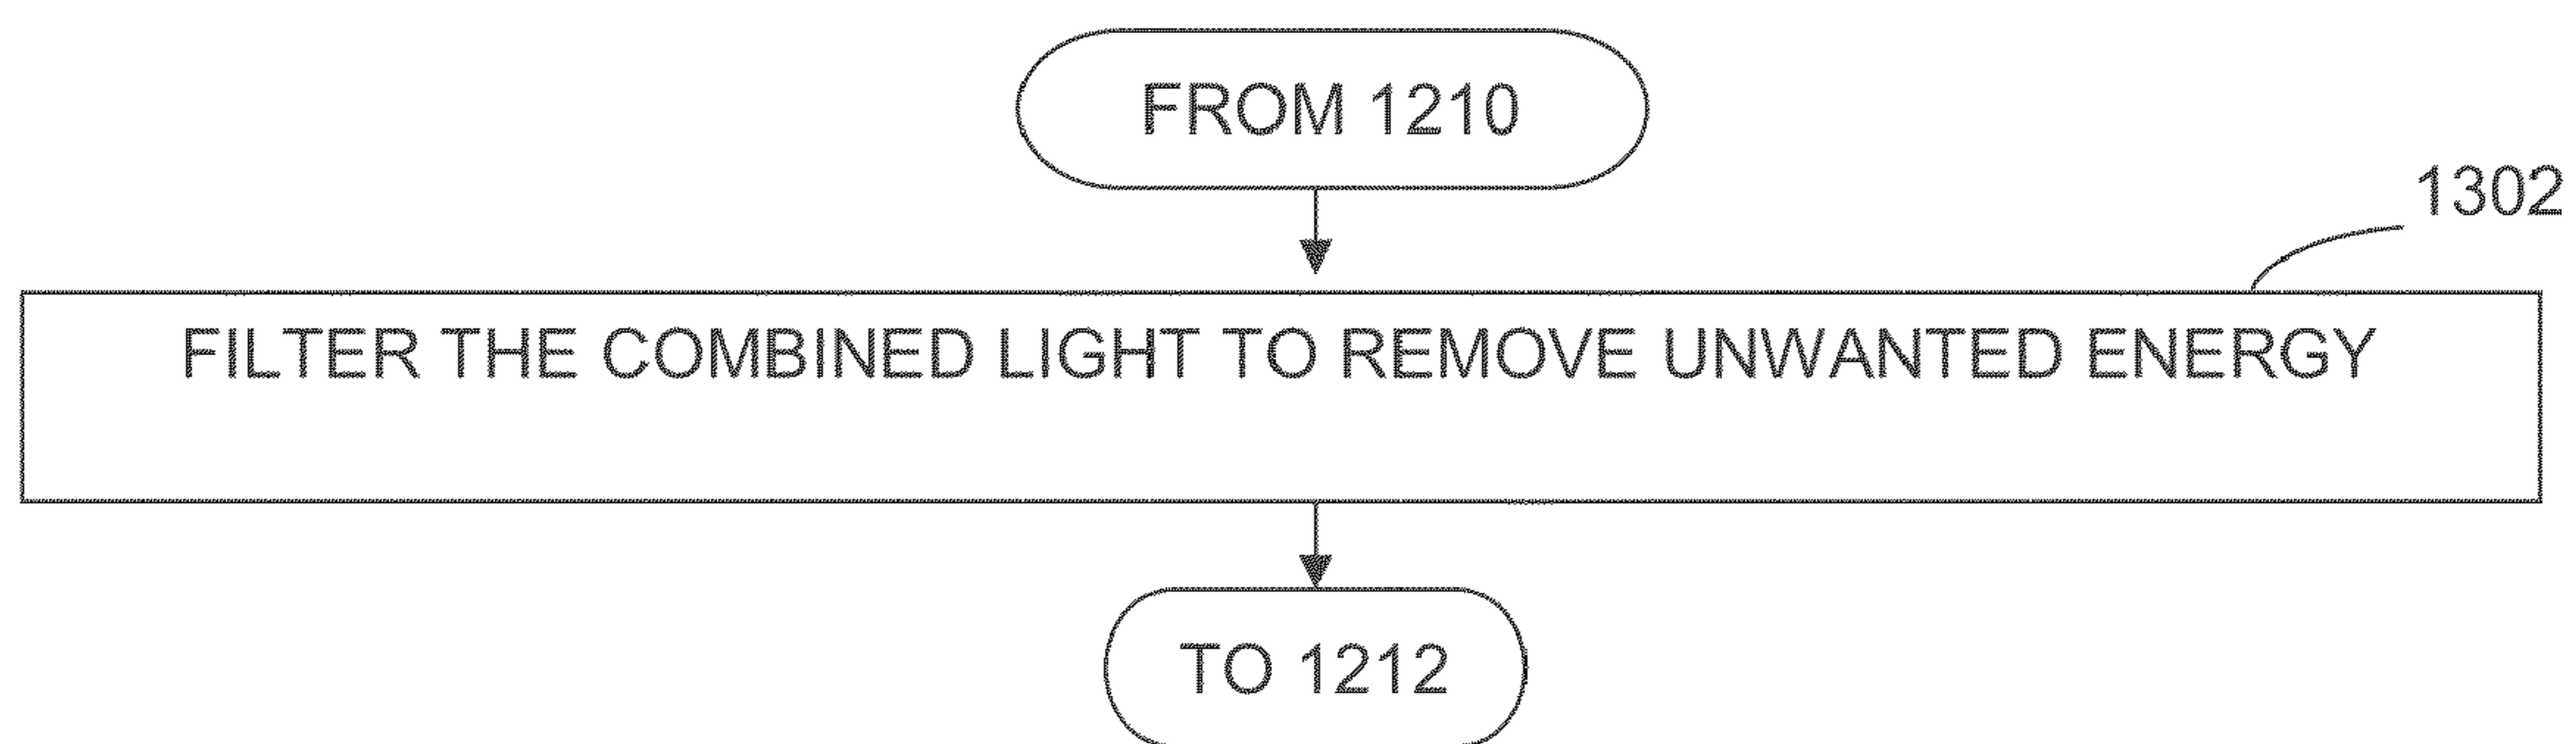 FROM 1210
1302
FILTER THE COMBINED LIGHT TO REMOVE UNWANTED ENERGY
TO 1212